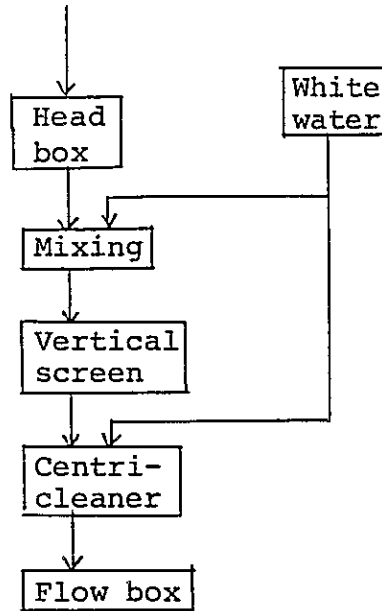 Head
box
White
water
Mixing
Vertical
screen
Centri-
cleaner
Flow box